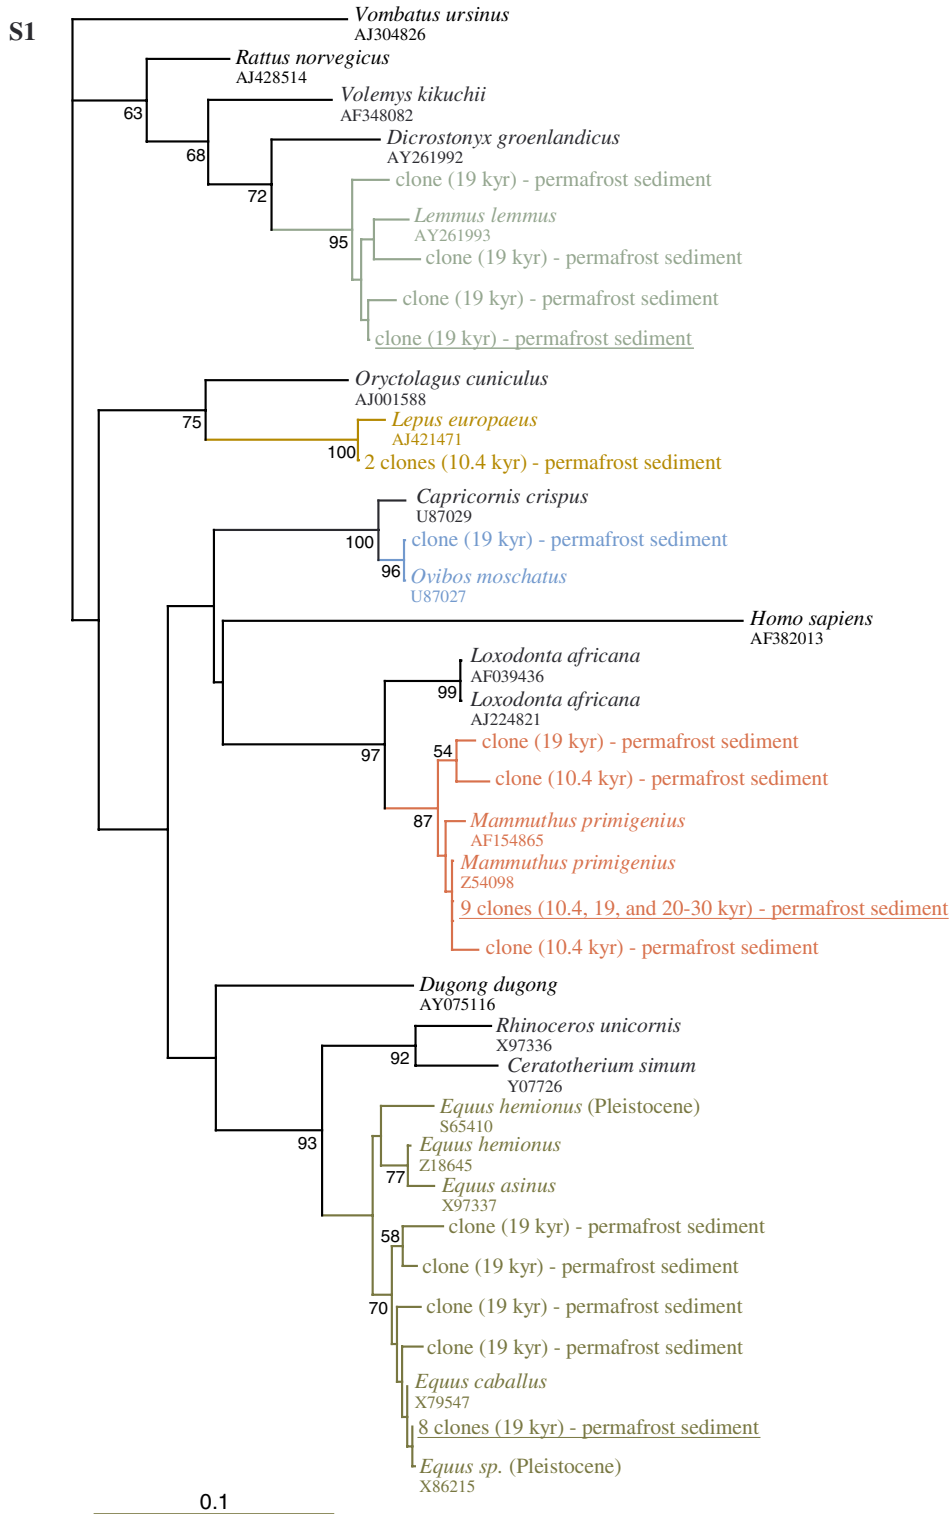 S1
Vombatus ursinus
AJ304826
Rattus norvegicus
AJ428514
63
Volemys kikuchii
AF348082
68
Dicrostonyx groenlandicus
AY261992
72
clone (19 kyr) - permafrost sediment
Lemmus lemmus
AY261993
95
clone (19 kyr) - permafrost sediment
clone (19 kyr) - permafrost sediment
clone (19 kyr) - permafrost sediment
Oryctolagus cuniculus
AJ001588
75
Lepus europaeus
AJ421471
100
2 clones (10.4 kyr) - permafrost sediment
Capricornis crispus
U87029
100
clone (19 kyr) - permafrost sediment
96
Ovibos moschatus
U87027
Homo sapiens
AF382013
Loxodonta africana
AF039436
99
Loxodonta africana
AJ224821
97
54
clone (19 kyr) - permafrost sediment
clone (10.4 kyr) - permafrost sediment
87
Mammuthus primigenius
AF154865
Mammuthus primigenius
Z54098
9 clones (10.4, 19, and 20-30 kyr) - permafrost sediment
clone (10.4 kyr) - permafrost sediment
Dugong dugong
AY075116
Rhinoceros unicornis
X97336
92
Ceratotherium simum
Y07726
93
Equus hemionus (Pleistocene)
S65410
Equus hemionus
Z18645
77
Equus asinus
X97337
58
clone (19 kyr) - permafrost sediment
clone (19 kyr) - permafrost sediment
70
clone (19 kyr) - permafrost sediment
clone (19 kyr) - permafrost sediment
Equus caballus
X79547
8 clones (19 kyr) - permafrost sediment
Equus sp. (Pleistocene)
X86215
0.1